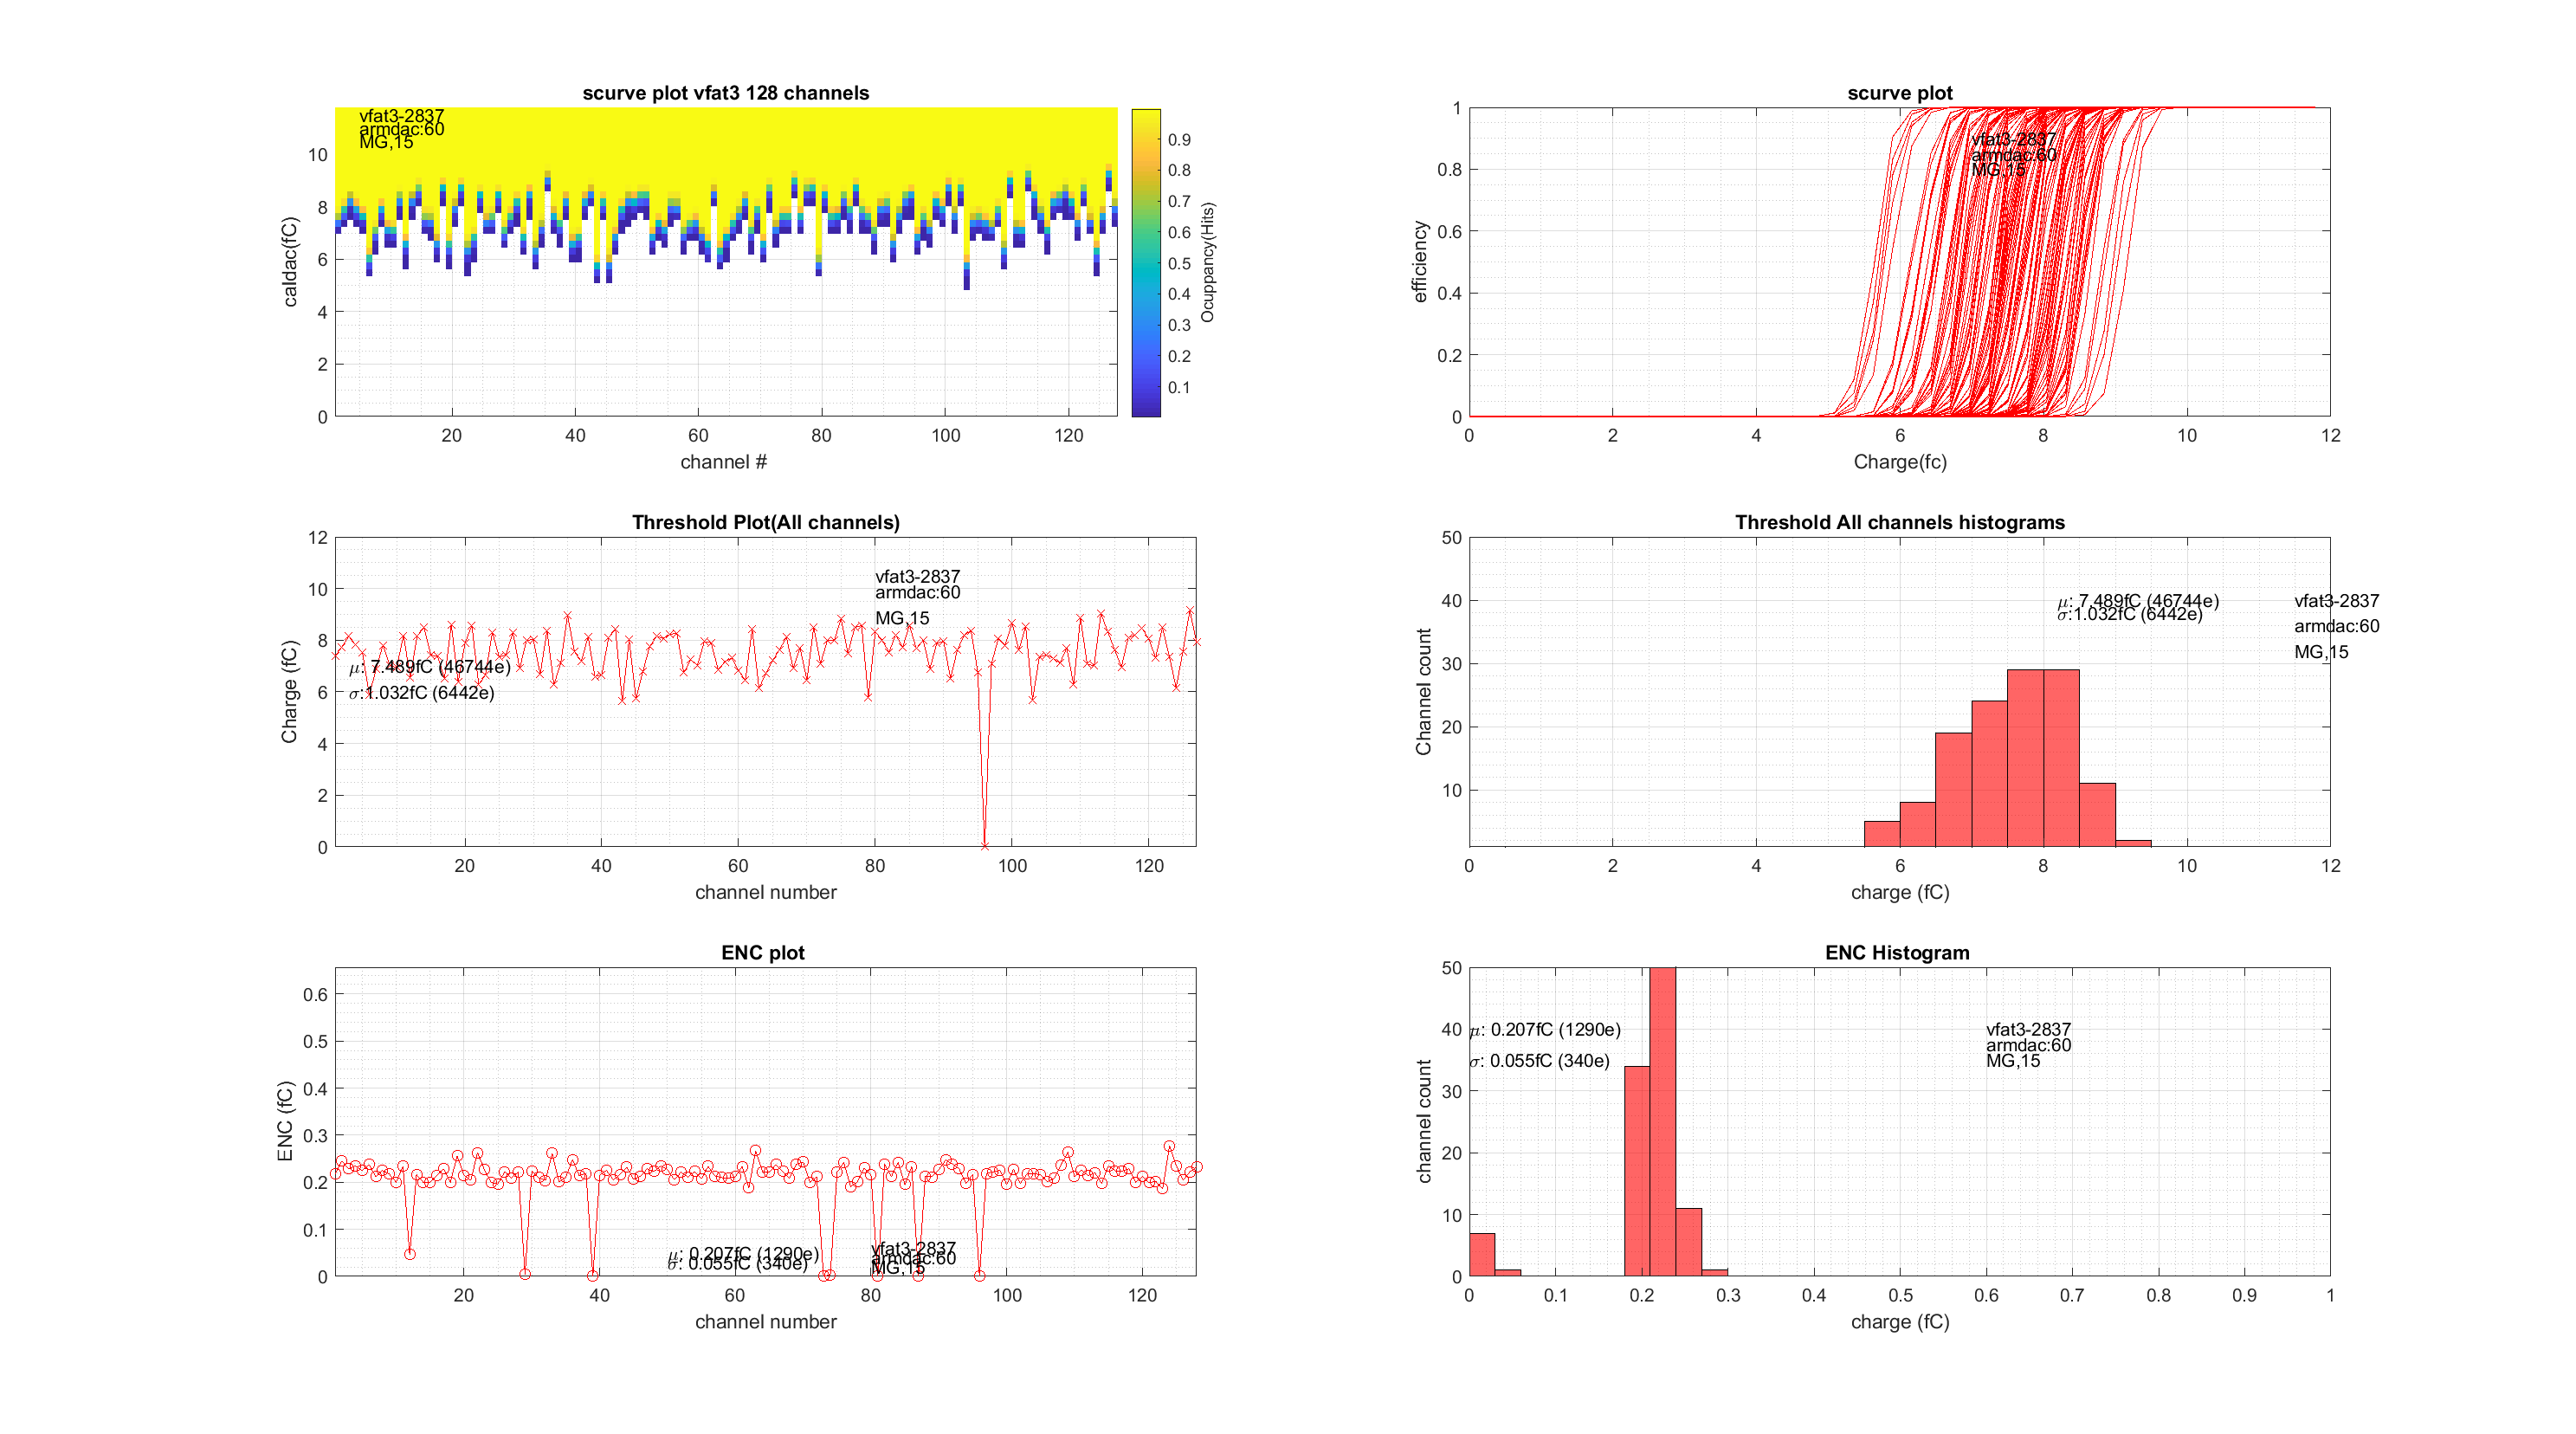 scurve plot vfat3 128 channels
vfat3-2837
armdac:60
MG,15
caldac(fC)
0
2
4
6
8
10
20
40
60
80
100
120
channel #
0.9
0.8
0.7
0.6
0.5
0.4
0.3
0.2
0.1
Ocuppancy(Hits)
scurve plot
vfat3-2837
armdac:60
MG,15
efficiency
1
0.8
0.6
0.4
0.2
0
0
2
4
6
8
10
12
Charge(fc)
Threshold Plot(All channels)
vfat3-2837
armdac:60
MG,15
μ: 7.489fC (46744e)
σ:1.032fC (6442e)
Charge (fC)
12
10
8
6
4
2
0
20
40
60
80
100
120
channel number
Threshold All channels histograms
μ: 7.489fC (46744e)
σ:1.032fC (6442e)
vfat3-2837
armdac:60
MG,15
Channel count
50
40
30
20
10
0
2
4
6
8
10
12
charge (fC)
ENC plot
ENC (fC)
0.6
0.5
0.4
0.3
0.2
0.1
0
μ: 0.207fC (1290e)
σ: 0.055fC (340e)
vfat3-2837
armdac:60
MG,15
20
40
60
80
100
120
channel number
ENC Histogram
μ: 0.207fC (1290e)
σ: 0.055fC (340e)
vfat3-2837
armdac:60
MG,15
channel count
50
40
30
20
10
0
0
0.1
0.2
0.3
0.4
0.5
0.6
0.7
0.8
0.9
1
charge (fC)